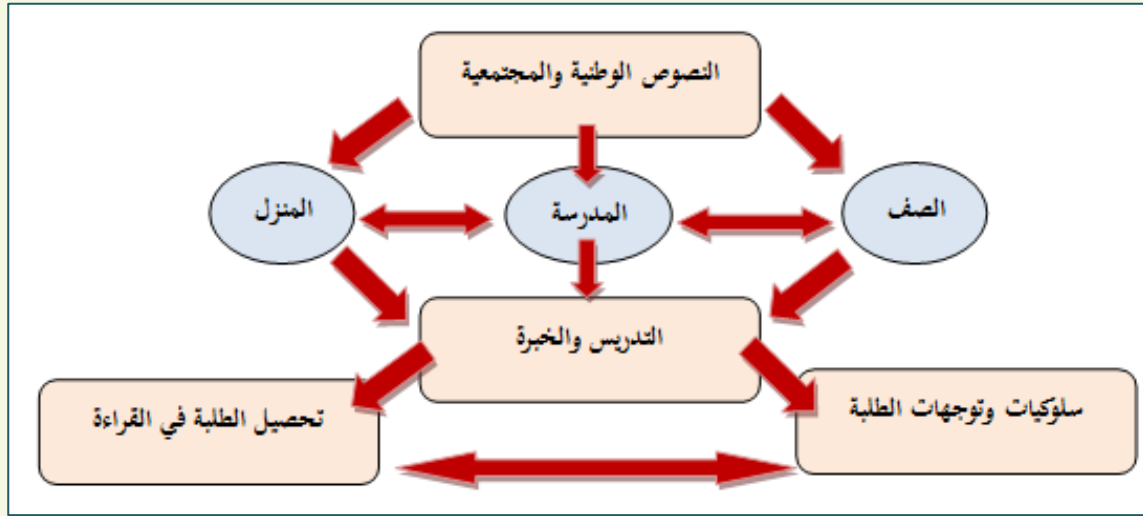 النصوص الوطنية والمجتمعية
الصف
المدرسة
المنزل
التدريس والخبرة
سلوكيات وتوجهات الطلبة
تحصيل الطلبة في القراءة